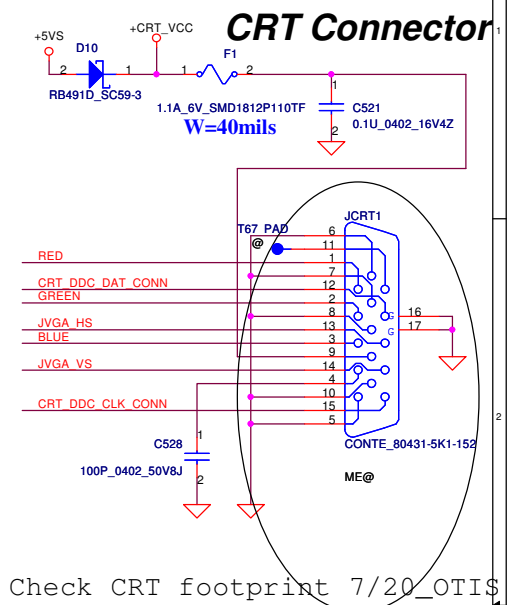 CRT Connector
1
+5VS
+CRT_VCC
D10
F1
2
1
1
2
1
RB491D_SC59-3
1.1A_6V_SMD1812P110TF
C521
W=40mils
2
0.1U_0402_16V4Z
JCRT1
T67 PAD
6
@
11
RED
1
7
CRT_DDC_DAT_CONN
12
GREEN
2
8
G
16
JVGA_HS
13
G
17
BLUE
3
9
JVGA_VS
14
4
10
CRT_DDC_CLK_CONN
15
5
2
1
C528
CONTE_80431-5K1-152
100P_0402_50V8J
2
ME@
Check CRT footprint 7/20_OTIS